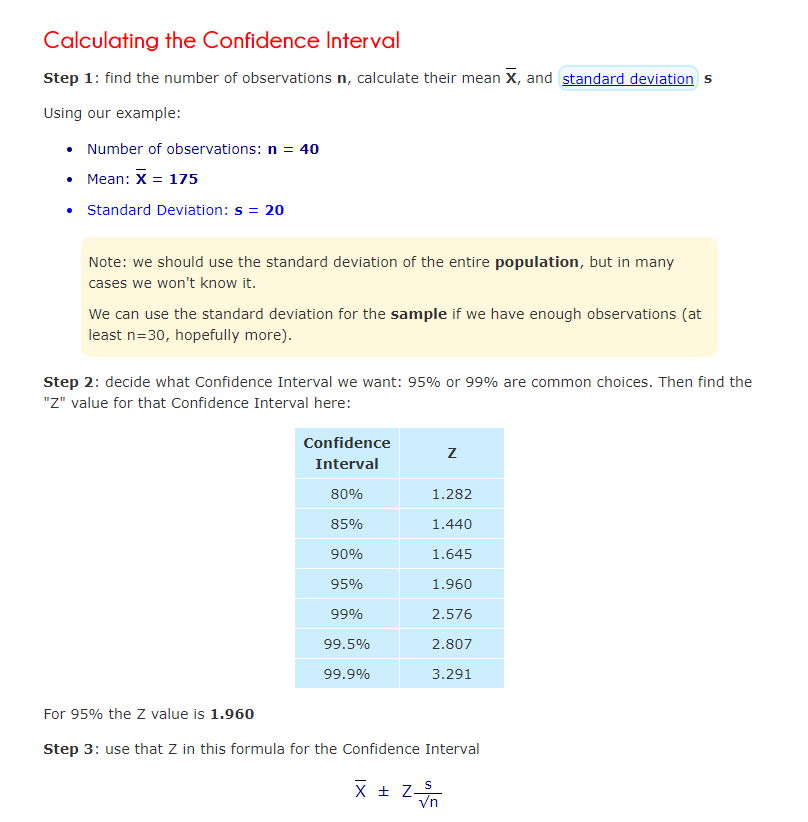 Calculating the Confidence Interval
Step 1: find the number of observations n, calculate their mean X̅, and standard deviation s
Using our example:
• Number of observations: n = 40
• Mean: X̅ = 175
• Standard Deviation: s = 20
Note: we should use the standard deviation of the entire population, but in many
cases we won't know it.
We can use the standard deviation for the sample if we have enough observations (at
least n=30, hopefully more).
Step 2: decide what Confidence Interval we want: 95% or 99% are common choices. Then find the
"Z" value for that Confidence Interval here:
Confidence
Interval Z
80% 1.282
85% 1.440
90% 1.645
95% 1.960
99% 2.576
99.5% 2.807
99.9% 3.291
For 95% the Z value is 1.960
Step 3: use that Z in this formula for the Confidence Interval
X̅ ± Z s/√n